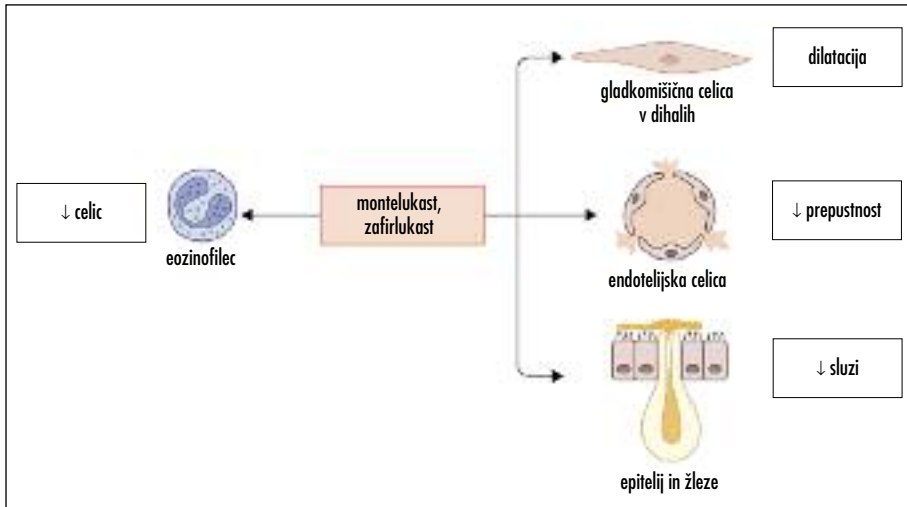 ↓ celic
eozinofilec
montelukast,
zafirlukast
gladkomišična celica
v dihalih
dilatacija
endotelijska celica
↓ prepustnost
epitelij in žleze
↓ sluzi